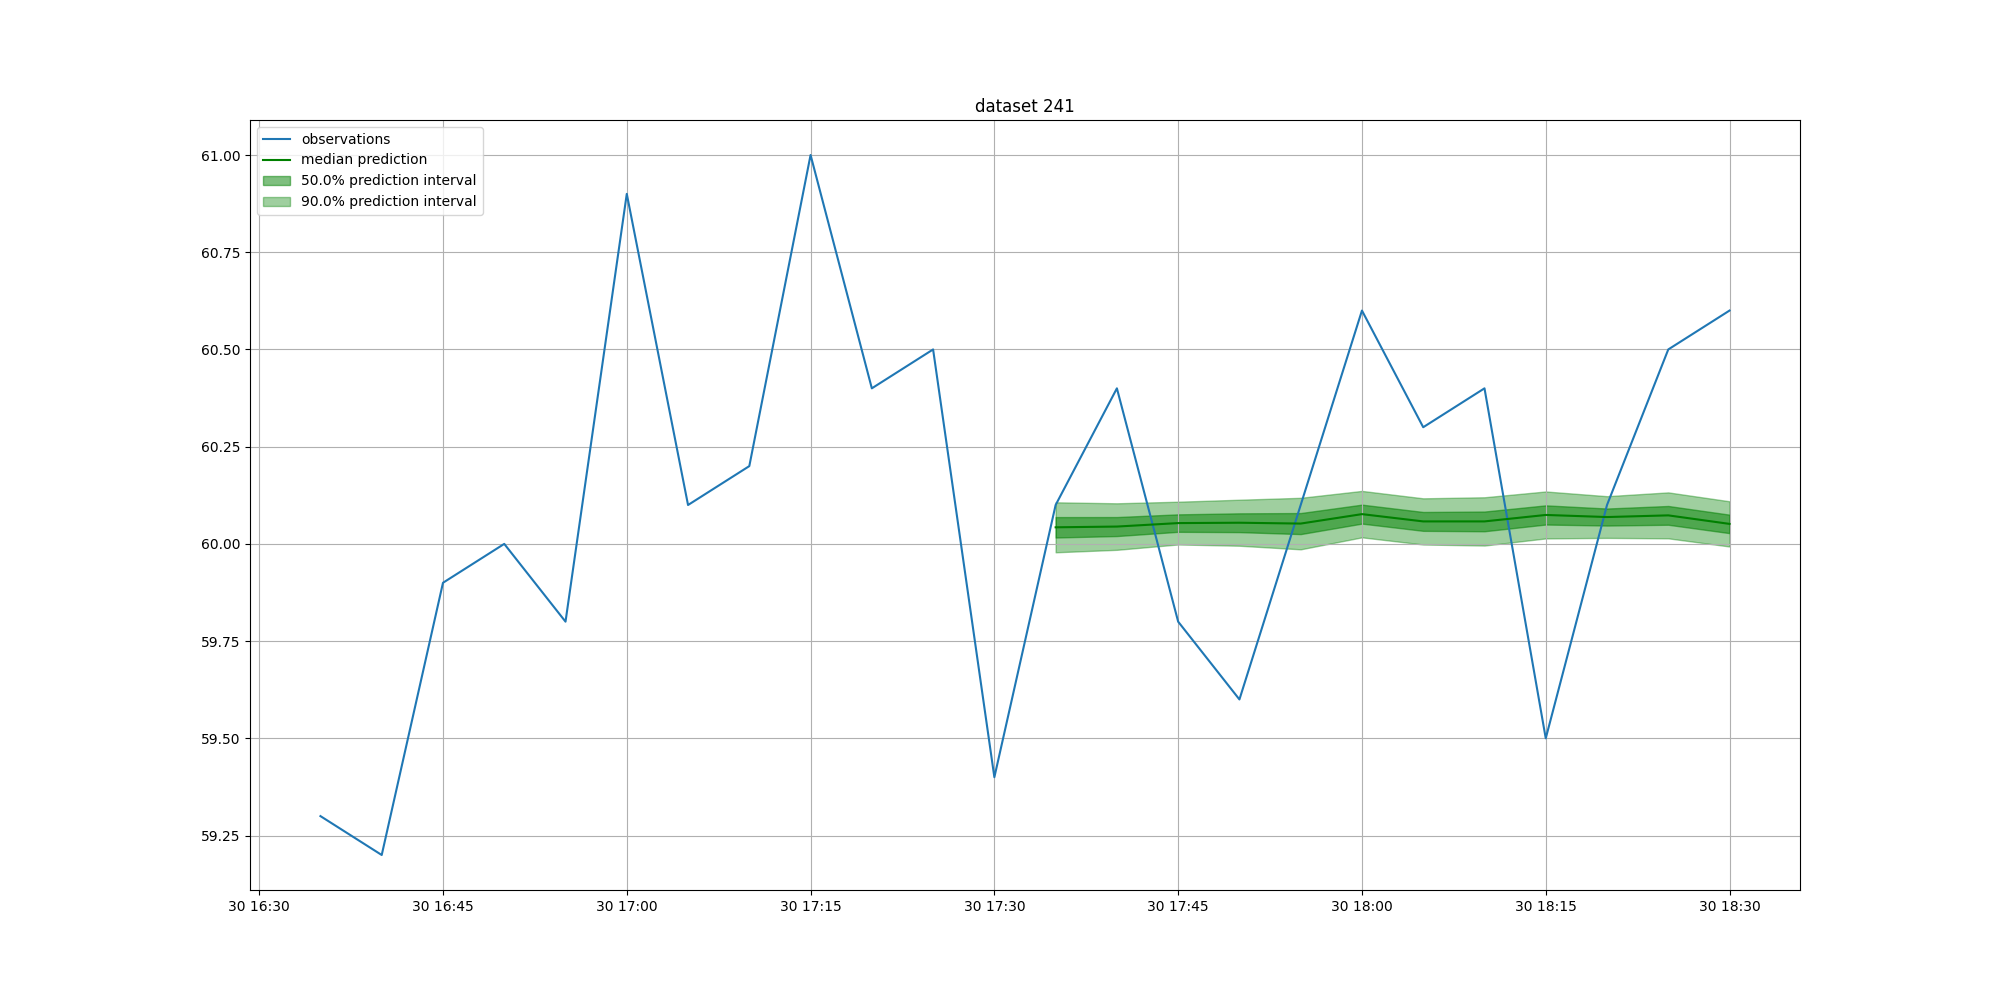 dataset 241
observations
median prediction
50.0% prediction interval
90.0% prediction interval
61.00
60.75
60.50
60.25
60.00
59.75
59.50
59.25
30 16:30 30 16:45 30 17:00 30 17:15 30 17:30 30 17:45 30 18:00 30 18:15 30 18:30